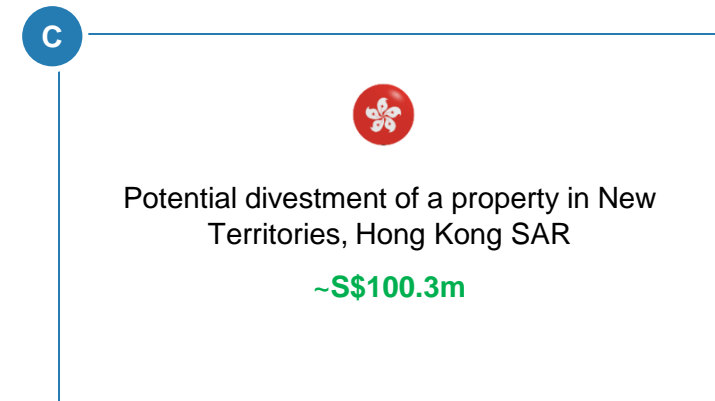 C
Potential divestment of a property in New
Territories, Hong Kong SAR
~S$100.3m